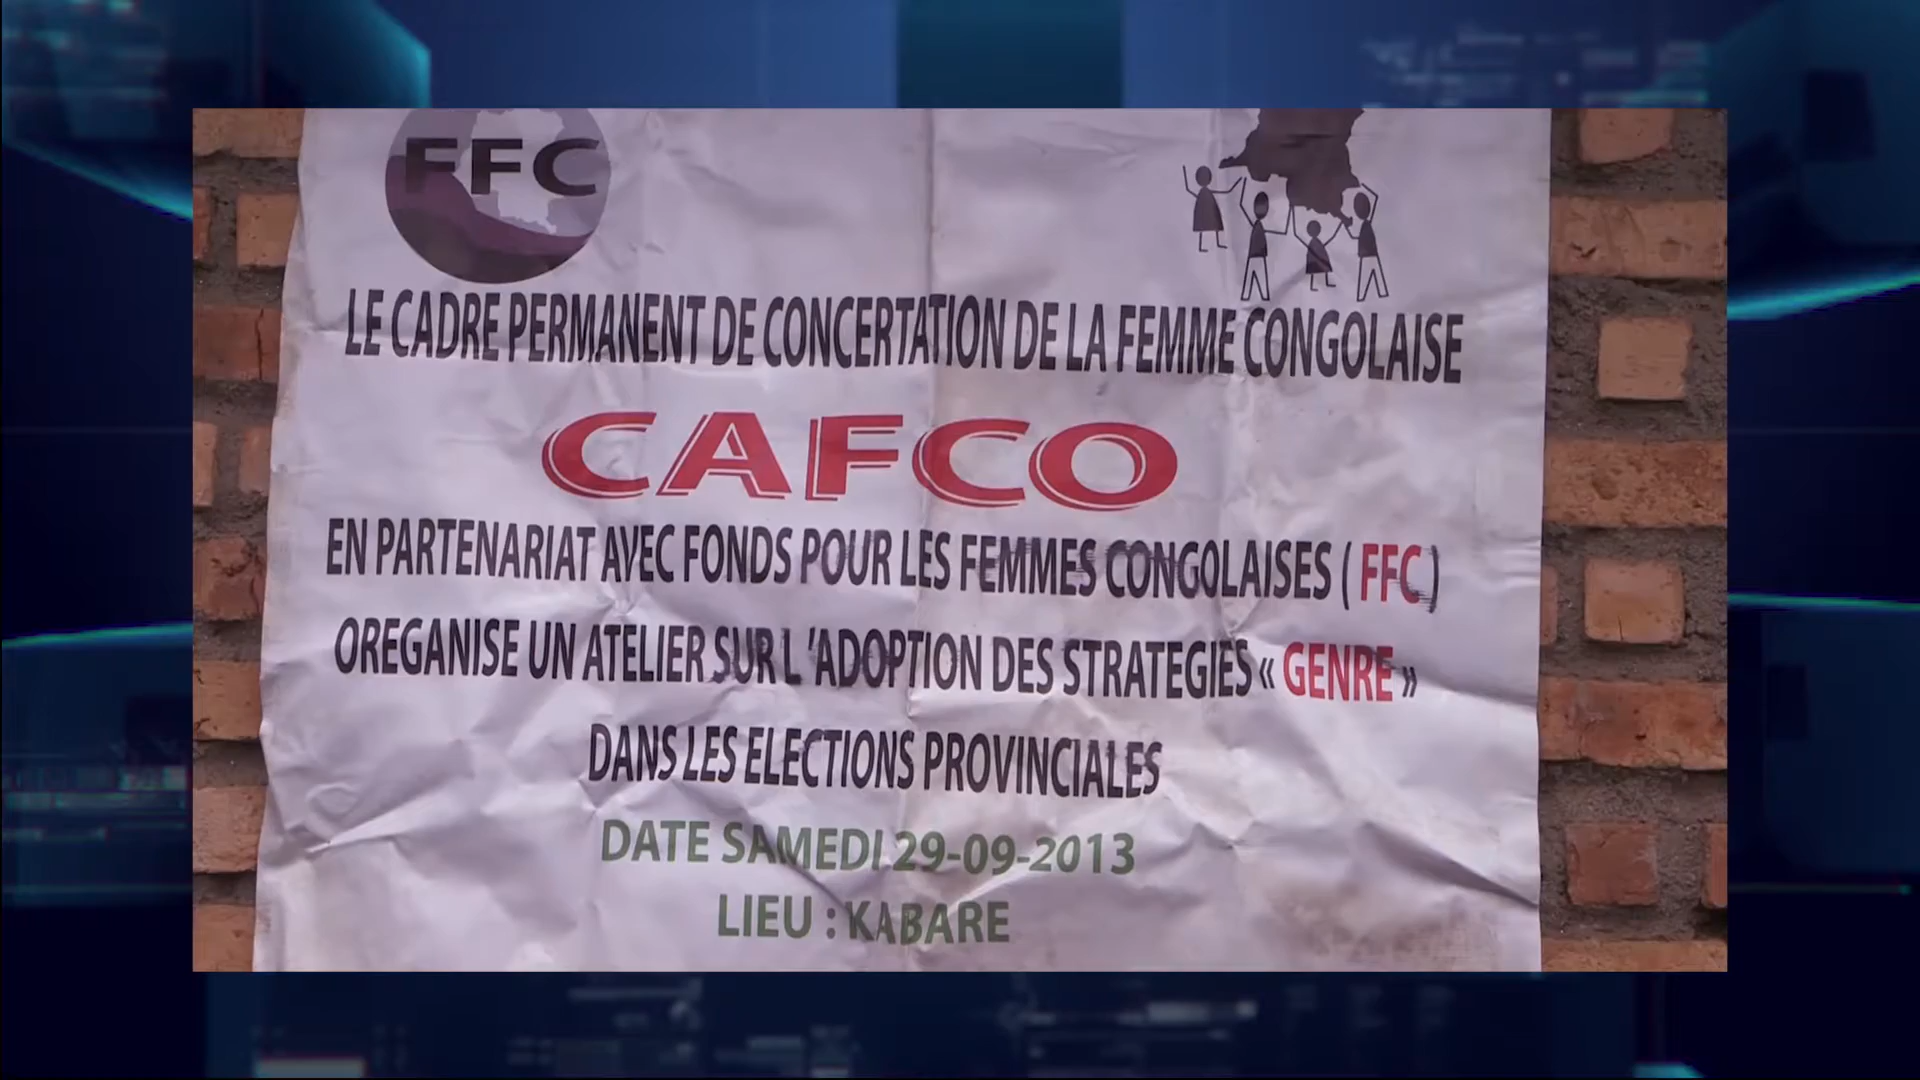 FFC
LE CADRE PERMANENT DE CONCERTATION DE LA FEMME CONGOLAISE
CAFCO
EN PARTENARIAT AVEC FONDS POUR LES FEMMES CONGOLAISES ( FFC )
OREGANISE UN ATELIER SUR L 'ADOPTION DES STRATEGIES « GENRE »
DANS LES ELECTIONS PROVINCIALES
DATE SAMEDI 29-09-2013
LIEU : KABARE